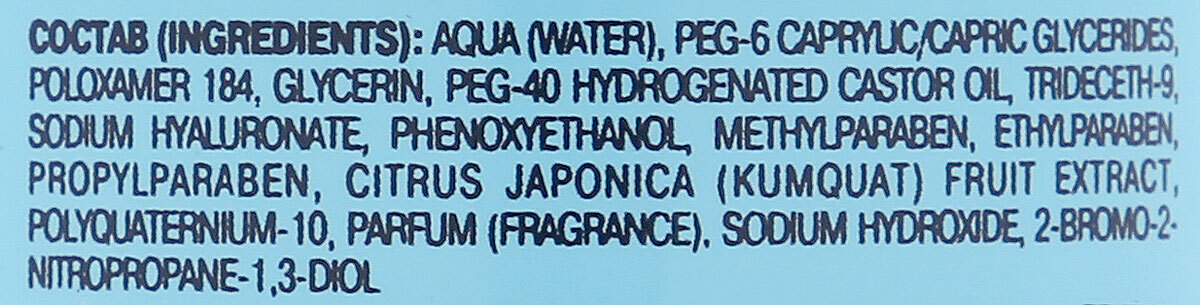 СОСТАВ (INGREDIENTS): AQUA (WATER), PEG-6 CAPRYLIC/CAPRIC GLYCERIDES,
POLOXAMER 184, GLYCERIN, PEG-40 HYDROGENATED CASTOR OIL, TRIDECETH-9,
SODIUM HYALURONATE, PHENOXYETHANOL, METHYLPARABEN, ETHYLPARABEN,
PROPYLPARABEN, CITRUS JAPONICA (KUMQUAT) FRUIT EXTRACT,
POLYQUATERNIUM-10, PARFUM (FRAGRANCE), SODIUM HYDROXIDE, 2-BROMO-2-
NITROPROPANE-1,3-DIOL